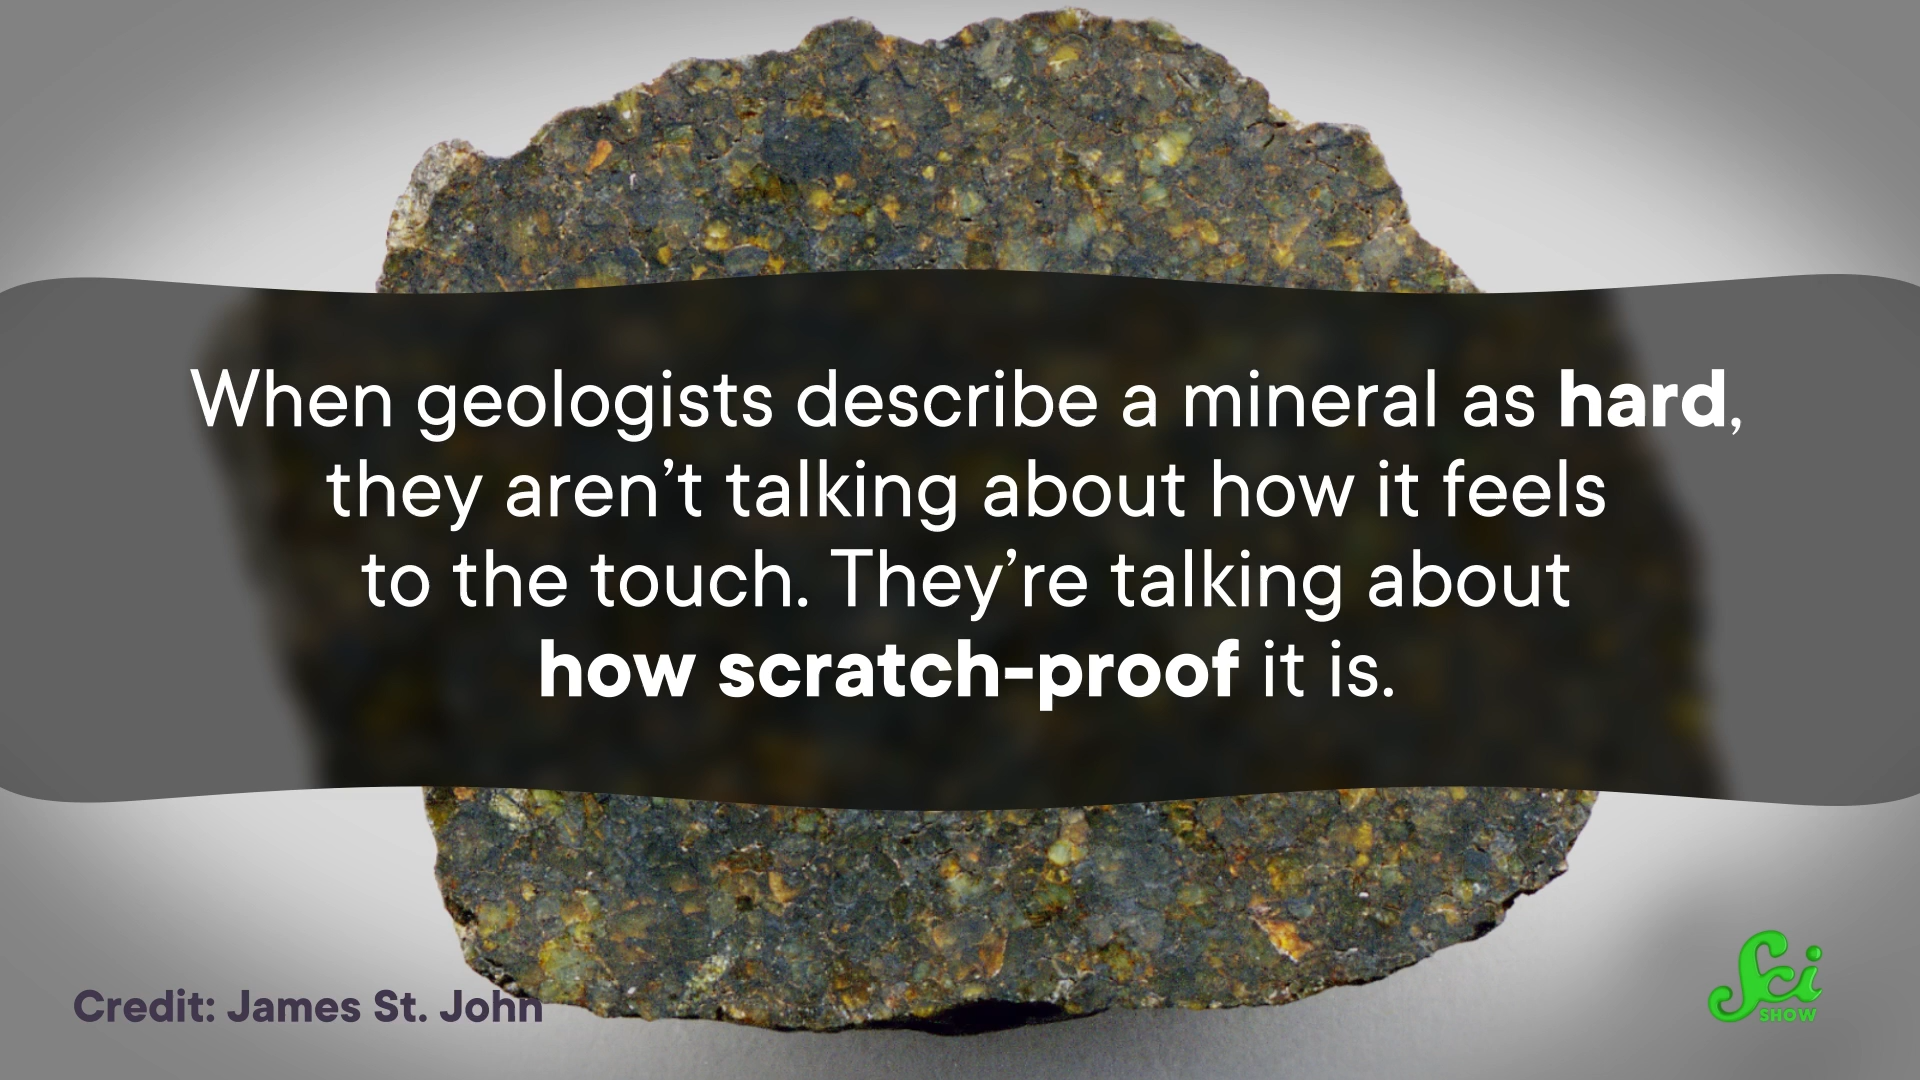 When geologists describe a mineral as hard,
they aren’t talking about how it feels
to the touch. They’re talking about
how scratch-proof it is.
Credit: James St. John
Sci
SHOW